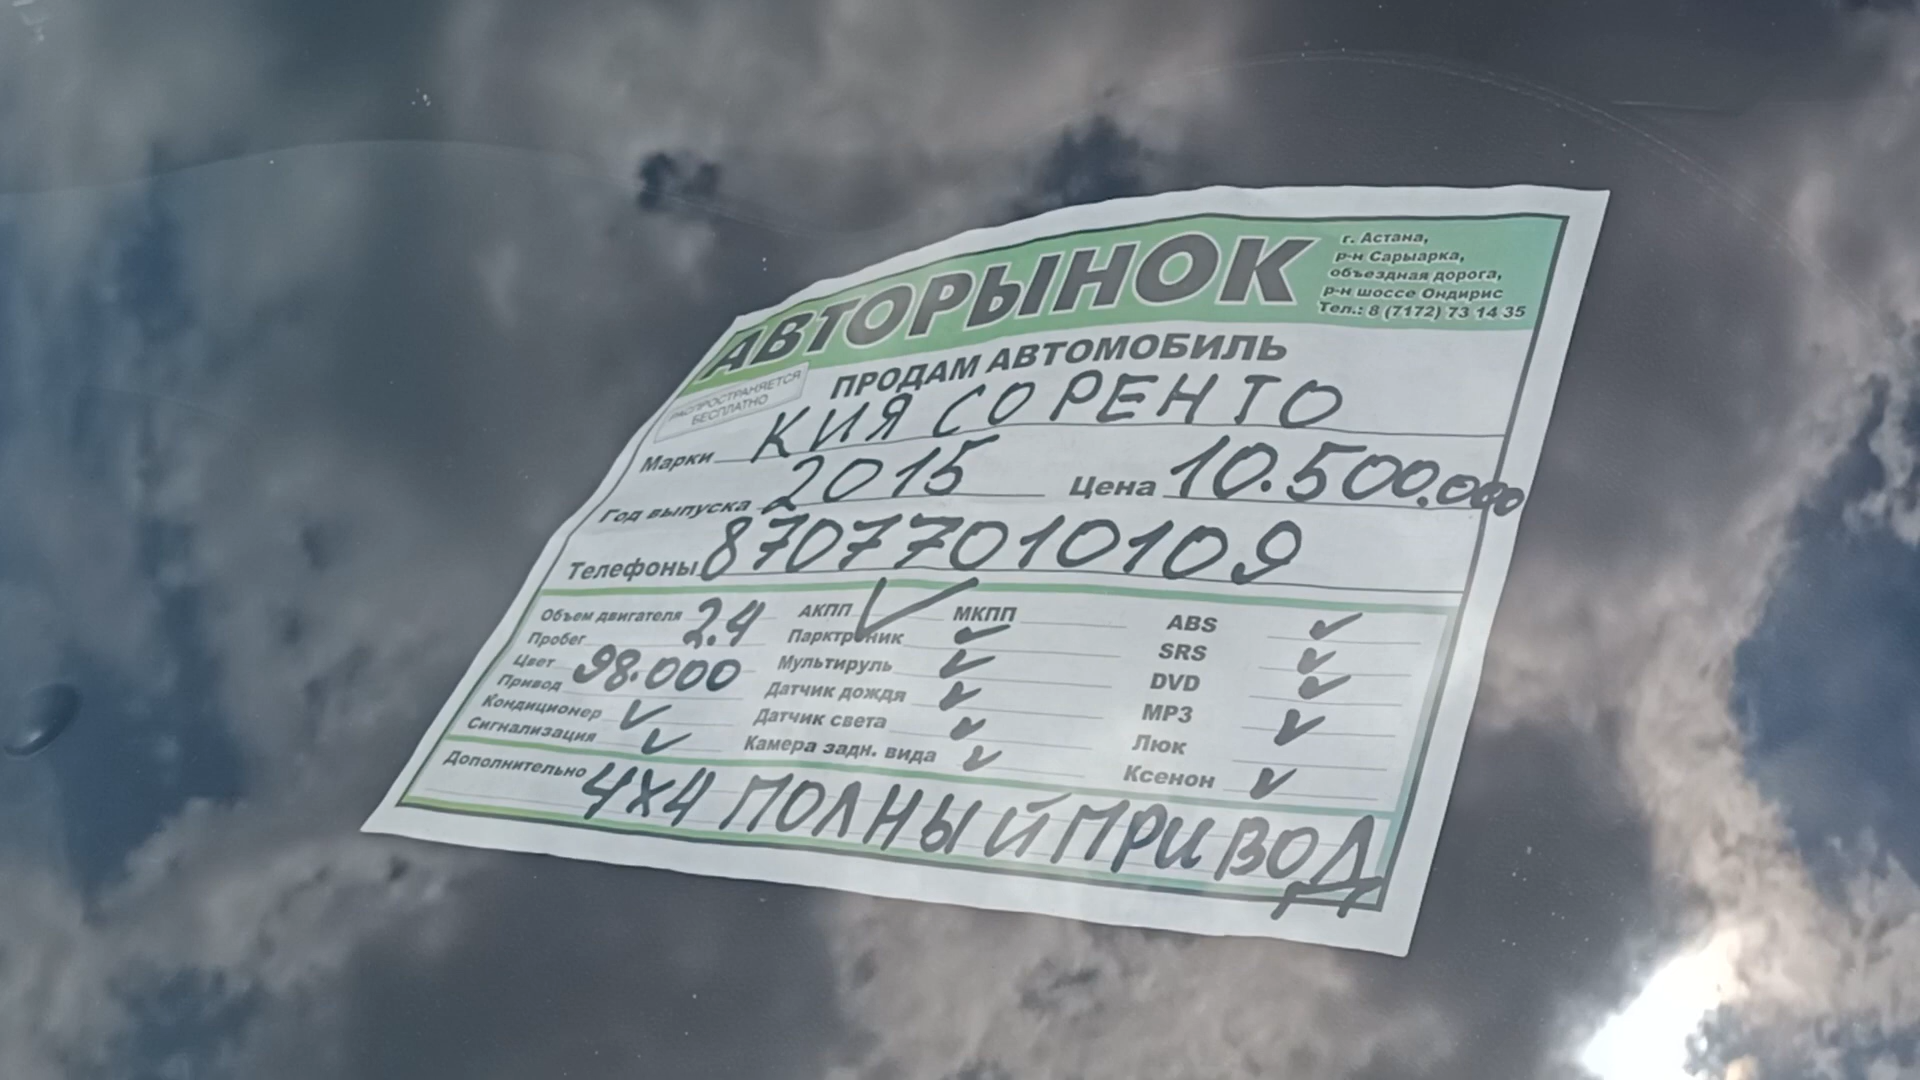 АВТОРЫНОК
г. Астана,
р-н Сарыарка,
объездная дорога,
р-н шоссе Ондирис
Тел.: 8 (7172) 73 14 35
РАСПРОСТРАНЯЕТСЯ
БЕСПЛАТНО
ПРОДАМ АВТОМОБИЛЬ
Марки КИЯ СОРЕНТО
Год выпуска 2015 Цена 10.500.000
Телефоны 87077010109
Объем двигателя 2.4 АКПП ✓ МКПП ABS ✓
Пробег 98.000 Парктроник ✓ SRS ✓
Цвет Мультируль ✓ DVD ✓
Привод Датчик дождя ✓ MP3 ✓
Кондиционер ✓ Датчик света ✓ Люк
Сигнализация ✓ Камера задн. вида ✓ Ксенон ✓
Дополнительно 4х4 ПОЛНЫЙ ПРИВОД